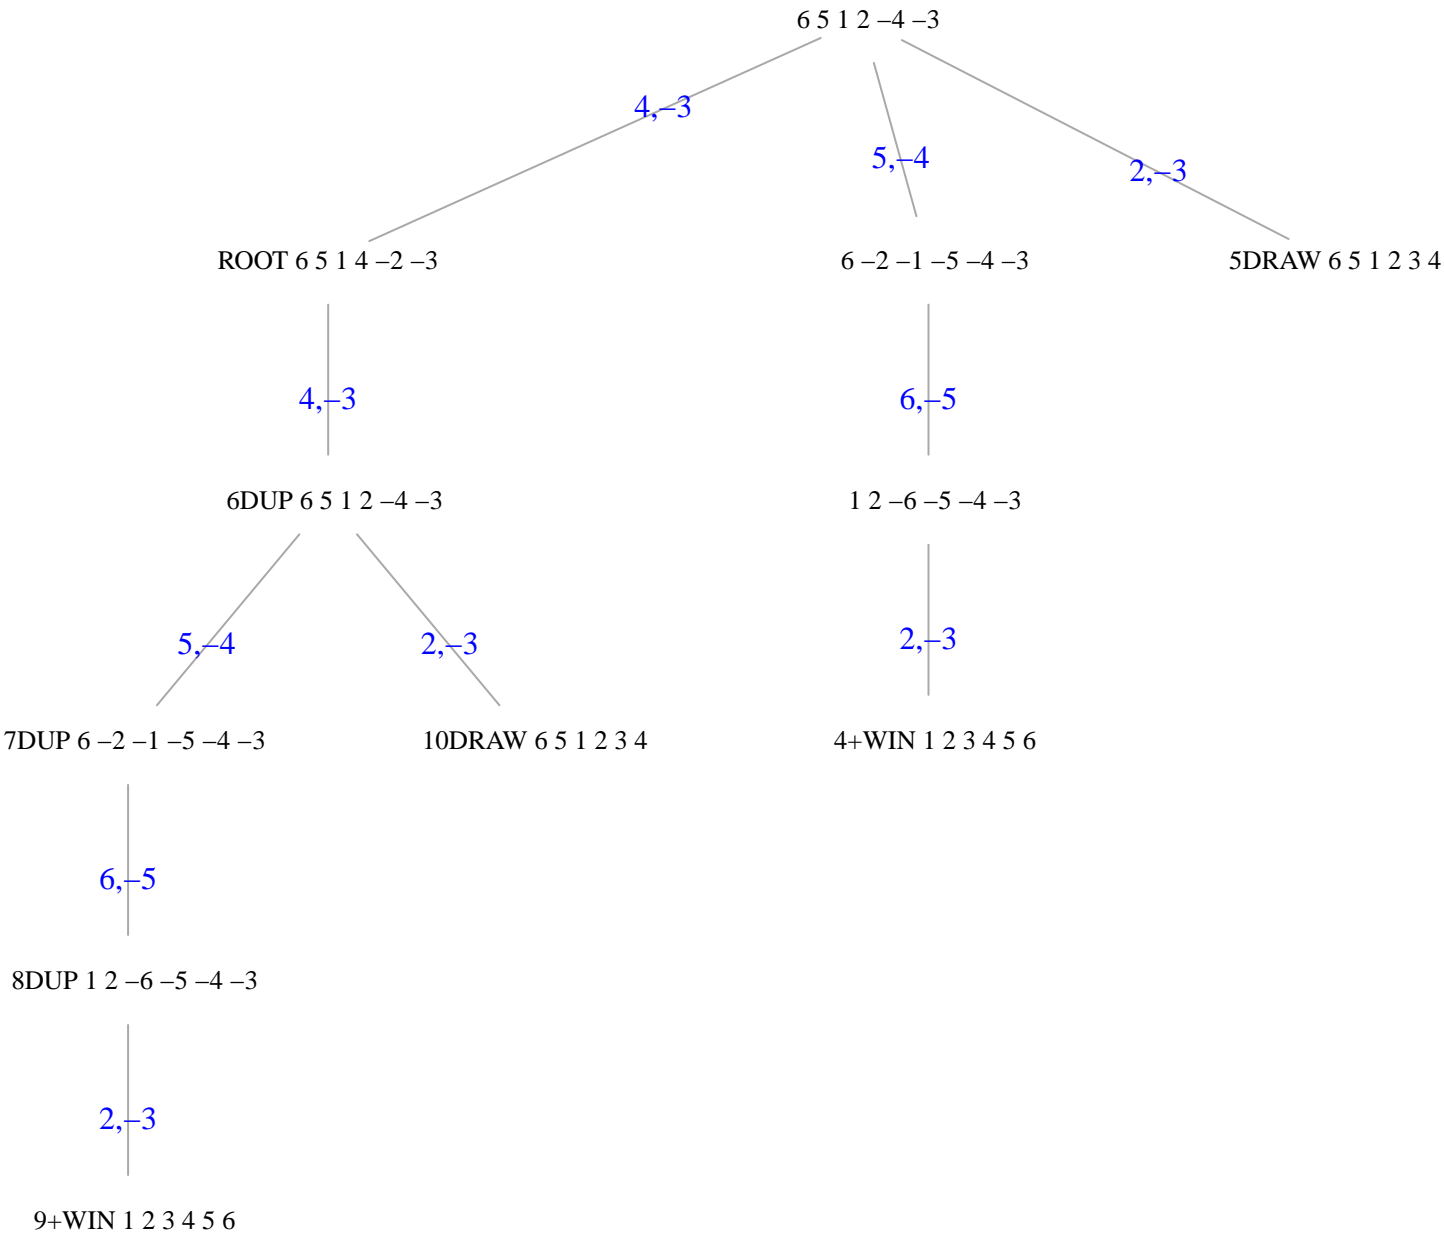 6 5 1 2 –4 –3
4,–3
5,–4
2,–3
ROOT 6 5 1 4 –2 –3
6 –2 –1 –5 –4 –3
5DRAW 6 5 1 2 3 4
4,–3
6,–5
6DUP 6 5 1 2 –4 –3
1 2 –6 –5 –4 –3
5,–4
2,–3
2,–3
7DUP 6 –2 –1 –5 –4 –3
10DRAW 6 5 1 2 3 4
4+WIN 1 2 3 4 5 6
6,–5
8DUP 1 2 –6 –5 –4 –3
2,–3
9+WIN 1 2 3 4 5 6